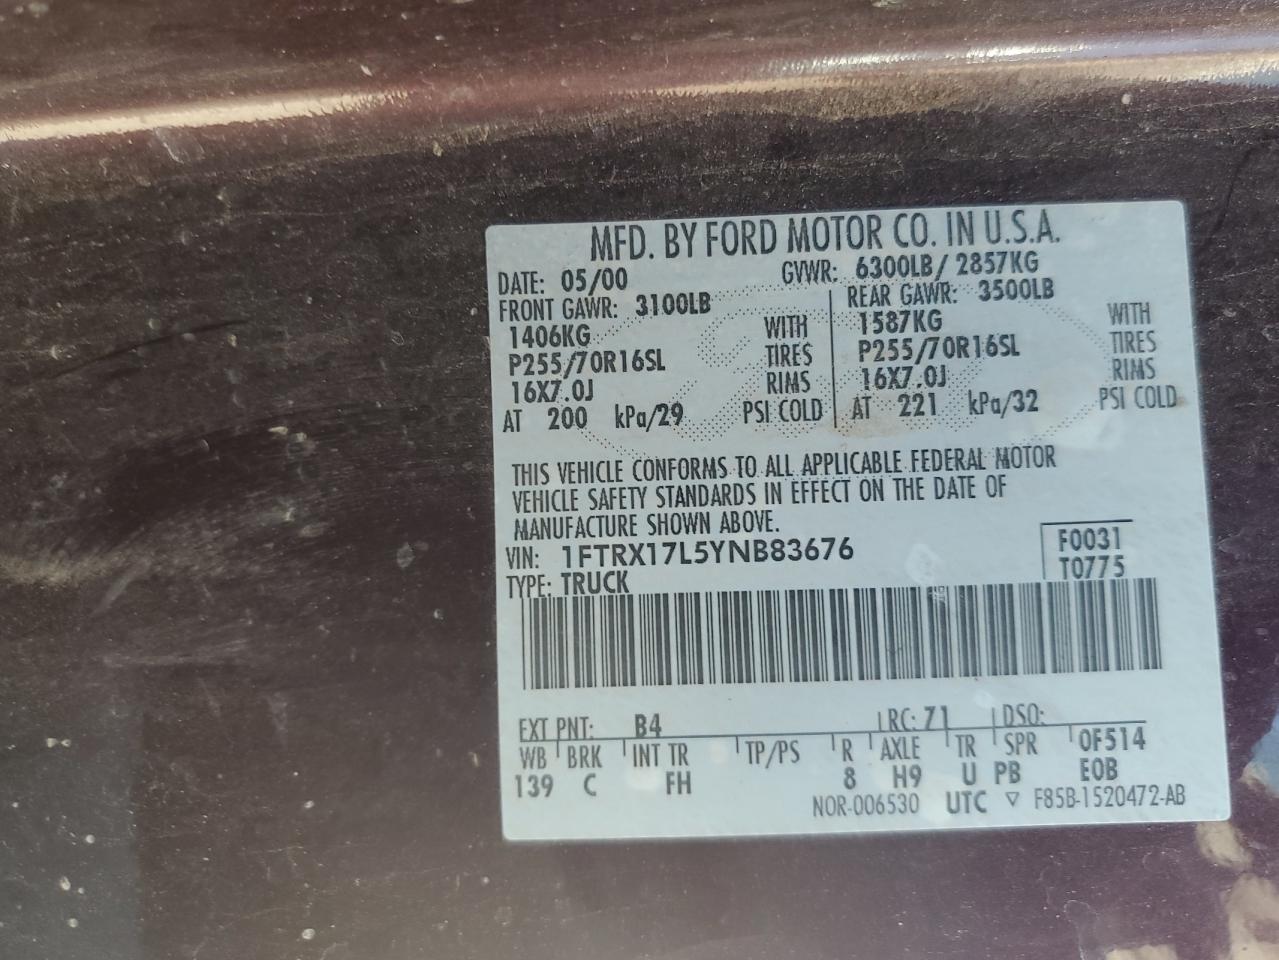 MFD. BY FORD MOTOR CO. IN U.S.A.
DATE: 05/00 GVWR: 6300LB/ 2857KG
FRONT GAWR: 3100LB REAR GAWR: 3500LB
1406KG WITH 1587KG WITH
P255/70R16SL TIRES P255/70R16SL TIRES
16X7.0J RIMS 16X7.0J RIMS
AT 200 kPa/29 PSI COLD AT 221 kPa/32 PSI COLD
THIS VEHICLE CONFORMS TO ALL APPLICABLE FEDERAL MOTOR
VEHICLE SAFETY STANDARDS IN EFFECT ON THE DATE OF
MANUFACTURE SHOWN ABOVE.
VIN: 1FTRX17L5YNB83676 F0031
TYPE: TRUCK T0775
EXT PNT: B4 RC: 71 DSO:
WB BRK INT TR TP/PS R AXLE TR SPR 0F514
139 C FH 8 H9 U PB E0B
NOR-006530 UTC ▽ F85B-1520472-AB